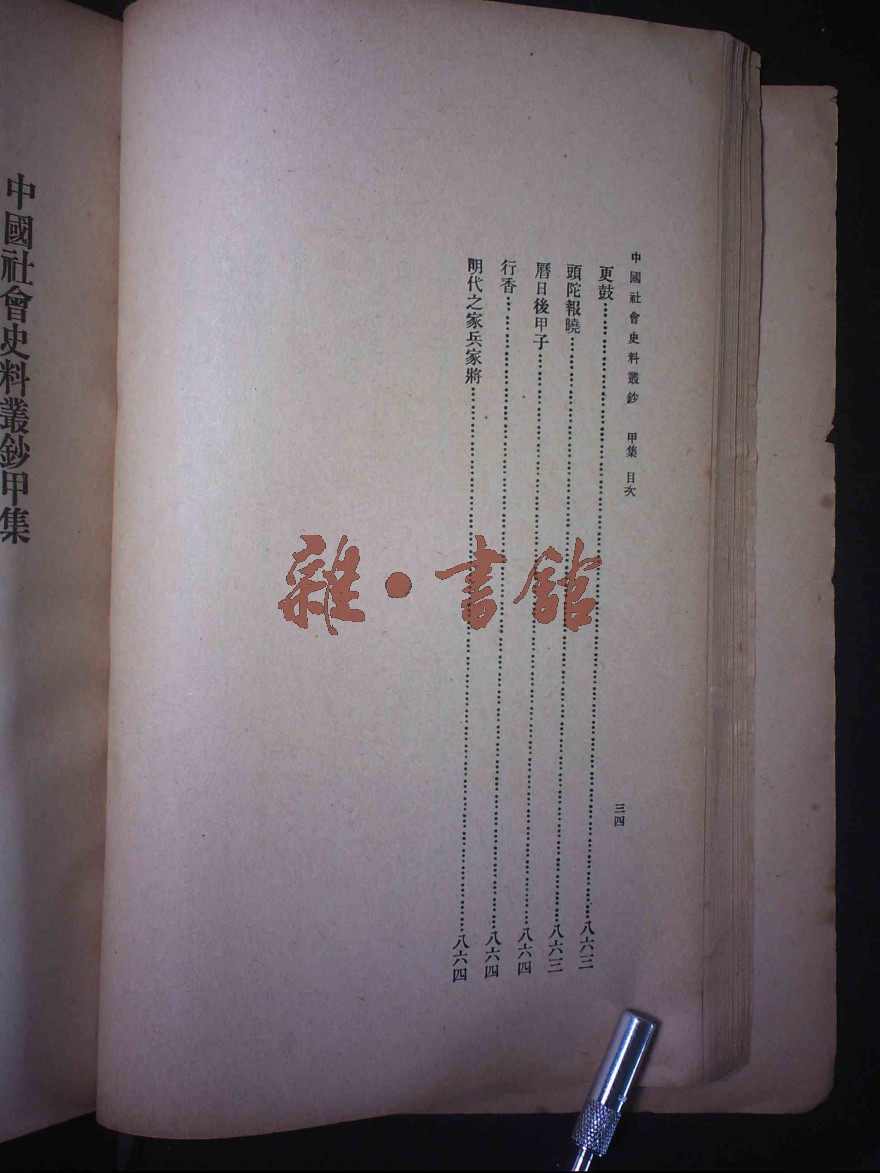 中國社會史料叢鈔 甲集 目次 三四
更鼓……八六三
頭陀報曉……八六三
曆日後甲子……八六四
行香……八六四
明代之家兵家將……八六四
中國社會史料叢鈔甲集
雜·書館